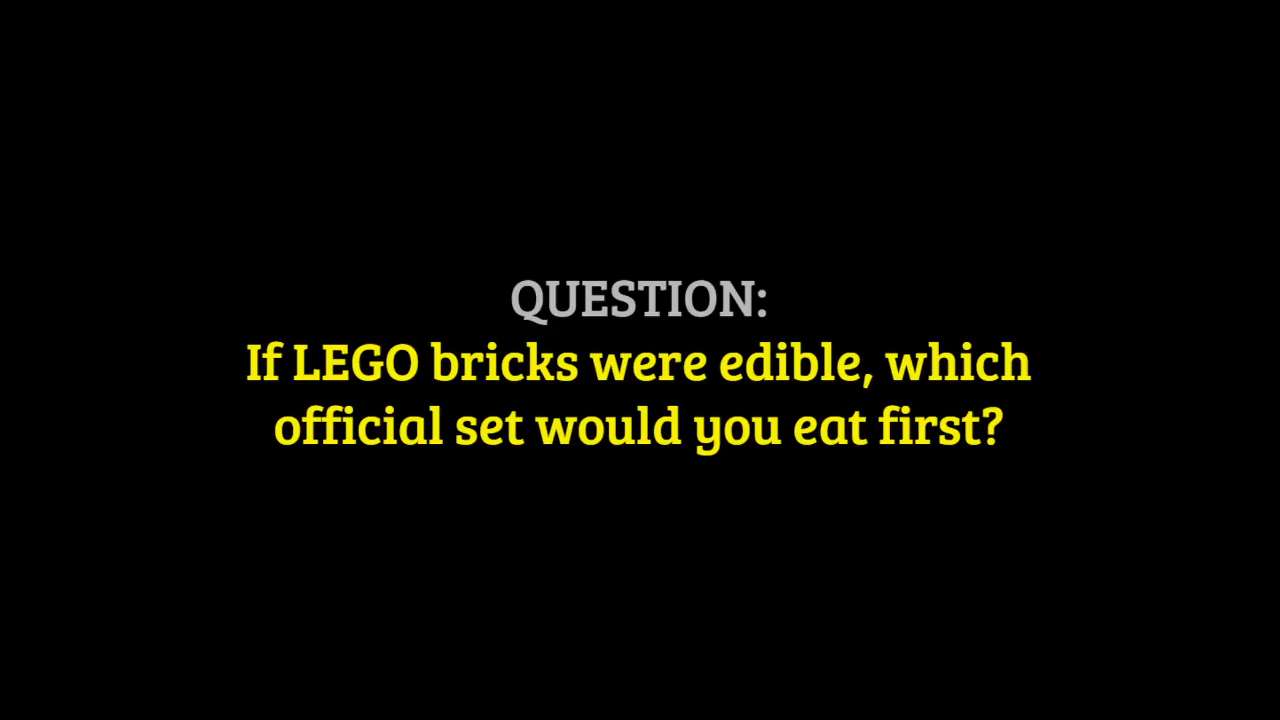 QUESTION:
If LEGO bricks were edible, which
official set would you eat first?